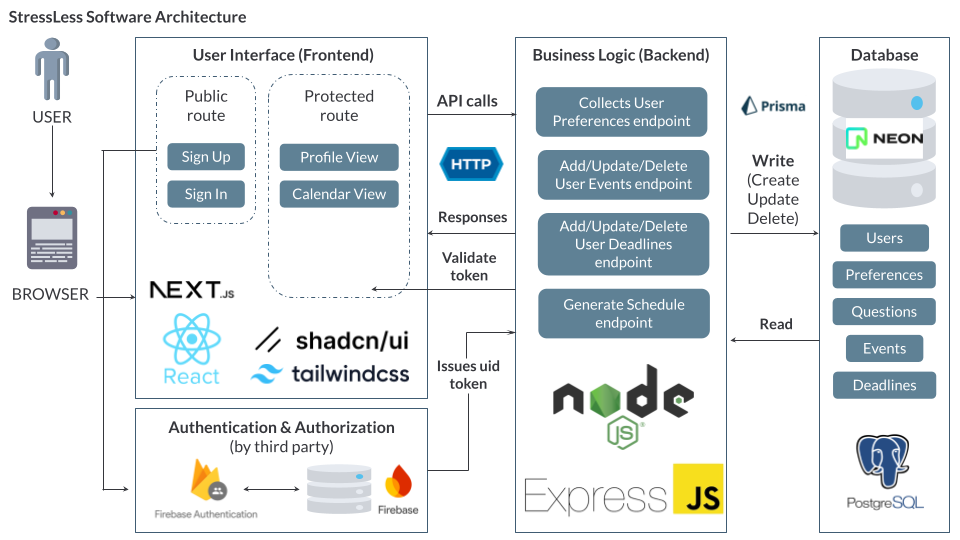 StressLess Software Architecture
USER
BROWSER
User Interface (Frontend)
Public
route
Sign Up
Sign In
Protected
route
Profile View
Calendar View
NEXT.JS
React
shadcn/ui
tailwindcss
Authentication & Authorization
(by third party)
Firebase Authentication
Firebase
API calls
HTTP
Responses
Validate
token
Issues uid
token
Business Logic (Backend)
Collects User
Preferences endpoint
Add/Update/Delete
User Events endpoint
Add/Update/Delete
User Deadlines
endpoint
Generate Schedule
endpoint
node
JS
Express
JS
Prisma
Write
(Create
Update
Delete)
Read
Database
NEON
Users
Preferences
Questions
Events
Deadlines
PostgreSQL